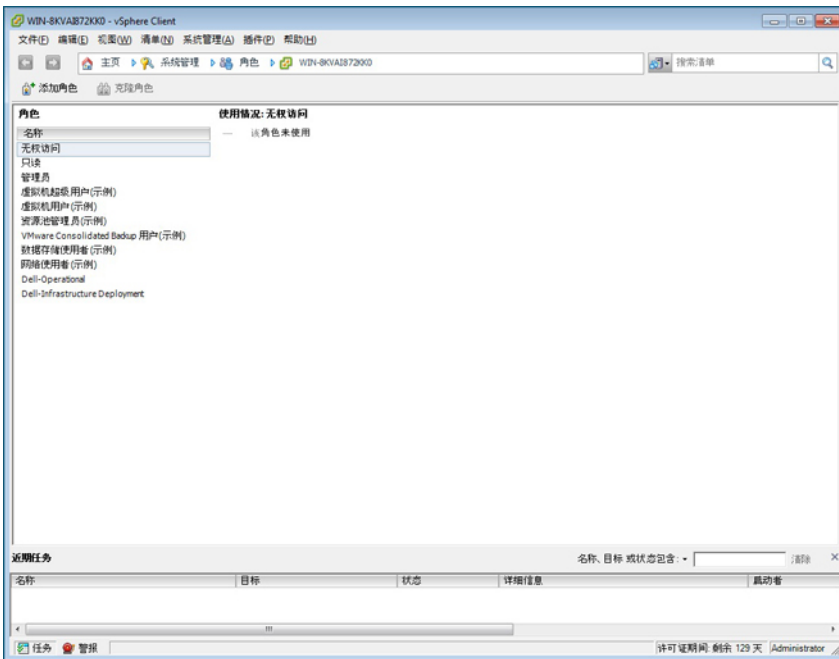 WIN-8KVAI872KK0 - vSphere Client
文件(F) 编辑(E) 视图(W) 清单(N) 系统管理(A) 插件(P) 帮助(H)
主页 系统管理 角色 WIN-8KVAI872KK0 搜索清单
添加角色 克隆角色
角色
使用情况: 无权访问
名称
该角色未使用
无权访问
只读
管理员
虚拟机超级用户(示例)
虚拟机用户(示例)
资源池管理员(示例)
VMware Consolidated Backup 用户(示例)
数据存储使用者(示例)
网络使用者(示例)
Dell-Operational
Dell-Infrastructure Deployment
近期任务 名称、目标 或状态包含: 清除
名称 目标 状态 详细信息 启动者
任务 警报 许可证期间: 剩余 129 天 Administrator